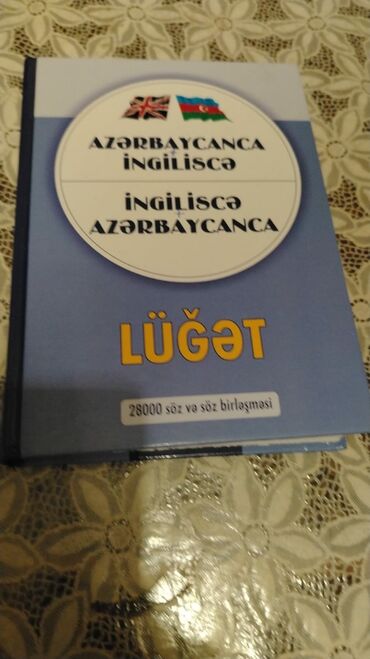 AZƏRBAYCANCA
İNGİLİSCƏ
İNGİLİSCƏ
AZƏRBAYCANCA
LÜĞƏT
28000 söz və söz birləşməsi